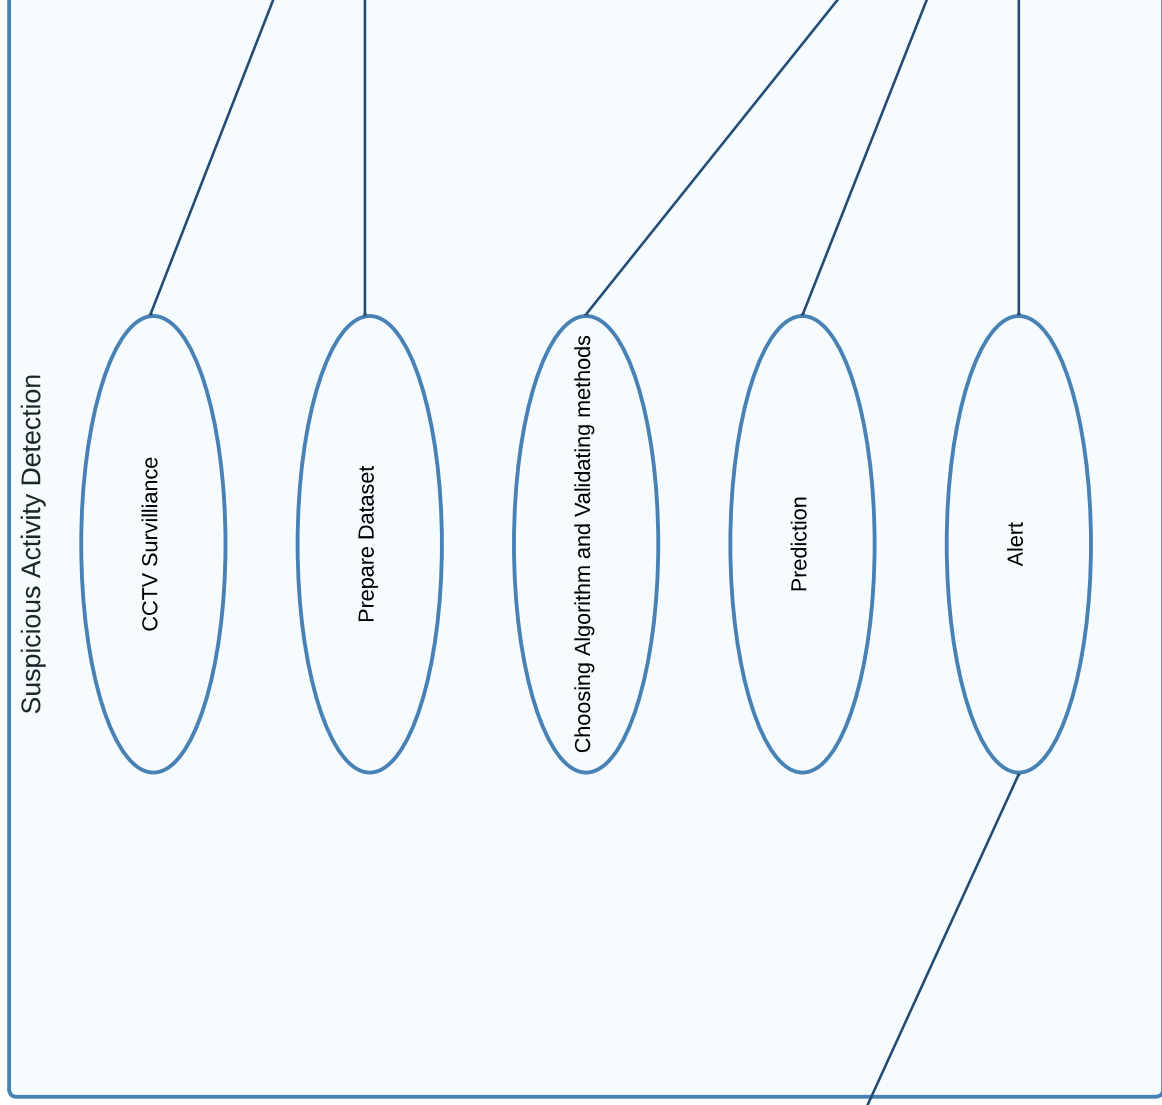 Suspicious Activity Detection
CCTV Survilliance
Prepare Dataset
Choosing Algorithm and Validating methods
Prediction
Alert